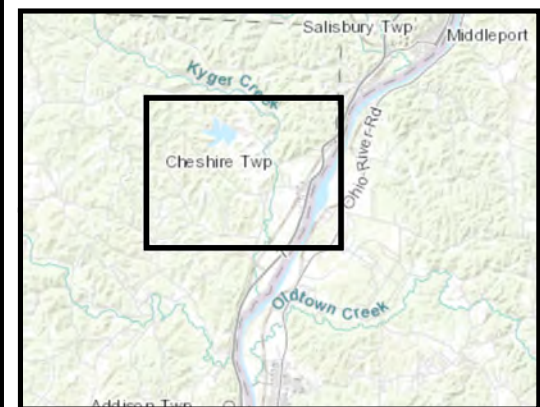 Salisbury Twp
Middleport
Kyger Creek
Cheshire Twp
Ohio-River-Rd
Oldtown Creek
Addison Twp